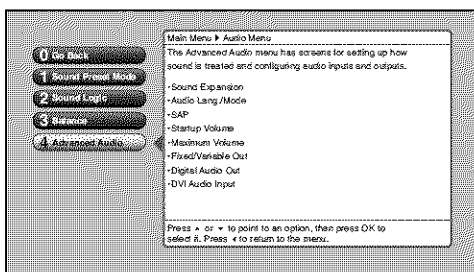 Main Menu ▶ Audio Menu
0 Go Back
1 Sound Preset Mode
2 Sound Logic
3 Balance
4 Advanced Audio
The Advanced Audio menu has screens for setting up how
sound is treated and configuring audio inputs and outputs.
•Sound Expansion
•Audio Lang./Mode
•SAP
•Startup Volume
•Maximum Volume
•Fixed/Variable Out
•Digital Audio Out
•DVI Audio Input
Press ▲ or ▼ to point to an option, then press OK to
select it. Press ◀ to return to the menu.